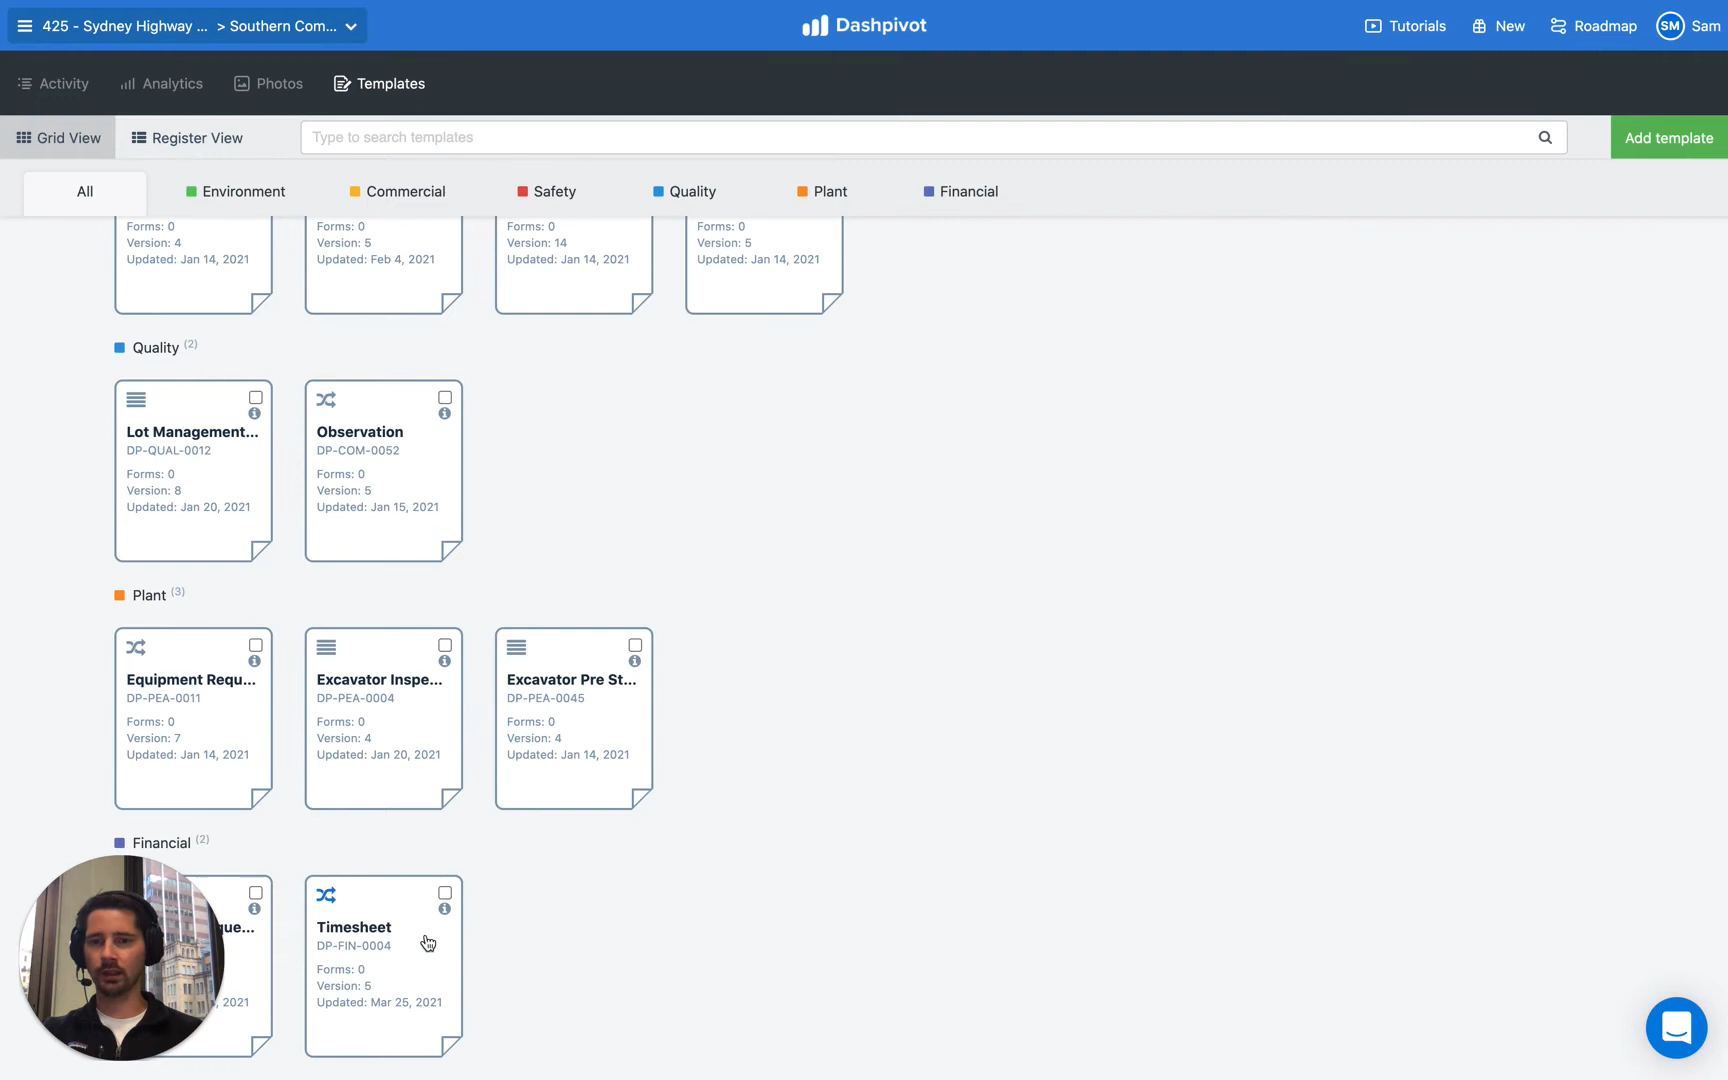 425 - Sydney Highway ... > Southern Com...
Dashpivot
Tutorials
New
Roadmap
SM
Sam
Activity
Analytics
Photos
Templates
Grid View
Register View
Type to search templates
Add template
All
Environment
Commercial
Safety
Quality
Plant
Financial
Forms: 0
Version: 4
Updated: Jan 14, 2021
Forms: 0
Version: 5
Updated: Feb 4, 2021
Forms: 0
Version: 14
Updated: Jan 14, 2021
Forms: 0
Version: 5
Updated: Jan 14, 2021
Quality (2)
Lot Management...
DP-QUAL-0012
Forms: 0
Version: 8
Updated: Jan 20, 2021
Observation
DP-COM-0052
Forms: 0
Version: 5
Updated: Jan 15, 2021
Plant (3)
Equipment Requ...
DP-PEA-0011
Forms: 0
Version: 7
Updated: Jan 14, 2021
Excavator Inspe...
DP-PEA-0004
Forms: 0
Version: 4
Updated: Jan 20, 2021
Excavator Pre St...
DP-PEA-0045
Forms: 0
Version: 4
Updated: Jan 14, 2021
Financial (2)
que...
, 2021
Timesheet
DP-FIN-0004
Forms: 0
Version: 5
Updated: Mar 25, 2021